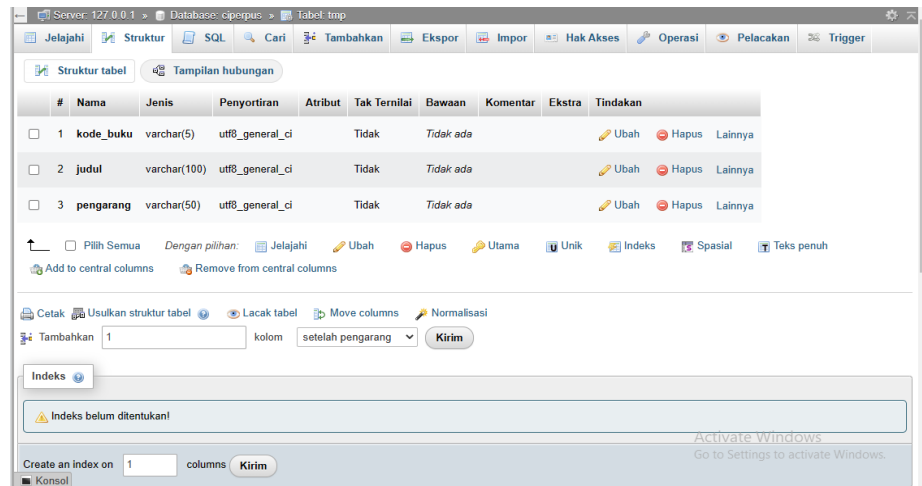 Server: 127.0.0.1 » Database: ciperpus » Tabel: tmp
Jelajahi Struktur SQL Cari Tambahkan Ekspor Impor Hak Akses Operasi Pelacakan Trigger
Struktur tabel Tampilan hubungan
# Nama Jenis Penyortiran Atribut Tak Ternilai Bawaan Komentar Ekstra Tindakan
1 kode_buku varchar(5) utf8_general_ci Tidak Tidak ada Ubah Hapus Lainnya
2 judul varchar(100) utf8_general_ci Tidak Tidak ada Ubah Hapus Lainnya
3 pengarang varchar(50) utf8_general_ci Tidak Tidak ada Ubah Hapus Lainnya
Pilih Semua Dengan pilihan: Jelajahi Ubah Hapus Utama Unik Indeks Spasial Teks penuh
Add to central columns Remove from central columns
Cetak Usulkan struktur tabel Lacak tabel Move columns Normalisasi
Tambahkan 1 kolom setelah pengarang Kirim
Indeks
Indeks belum ditentukan!
Activate Windows
Go to Settings to activate Windows.
Create an index on 1 columns Kirim
Konsol